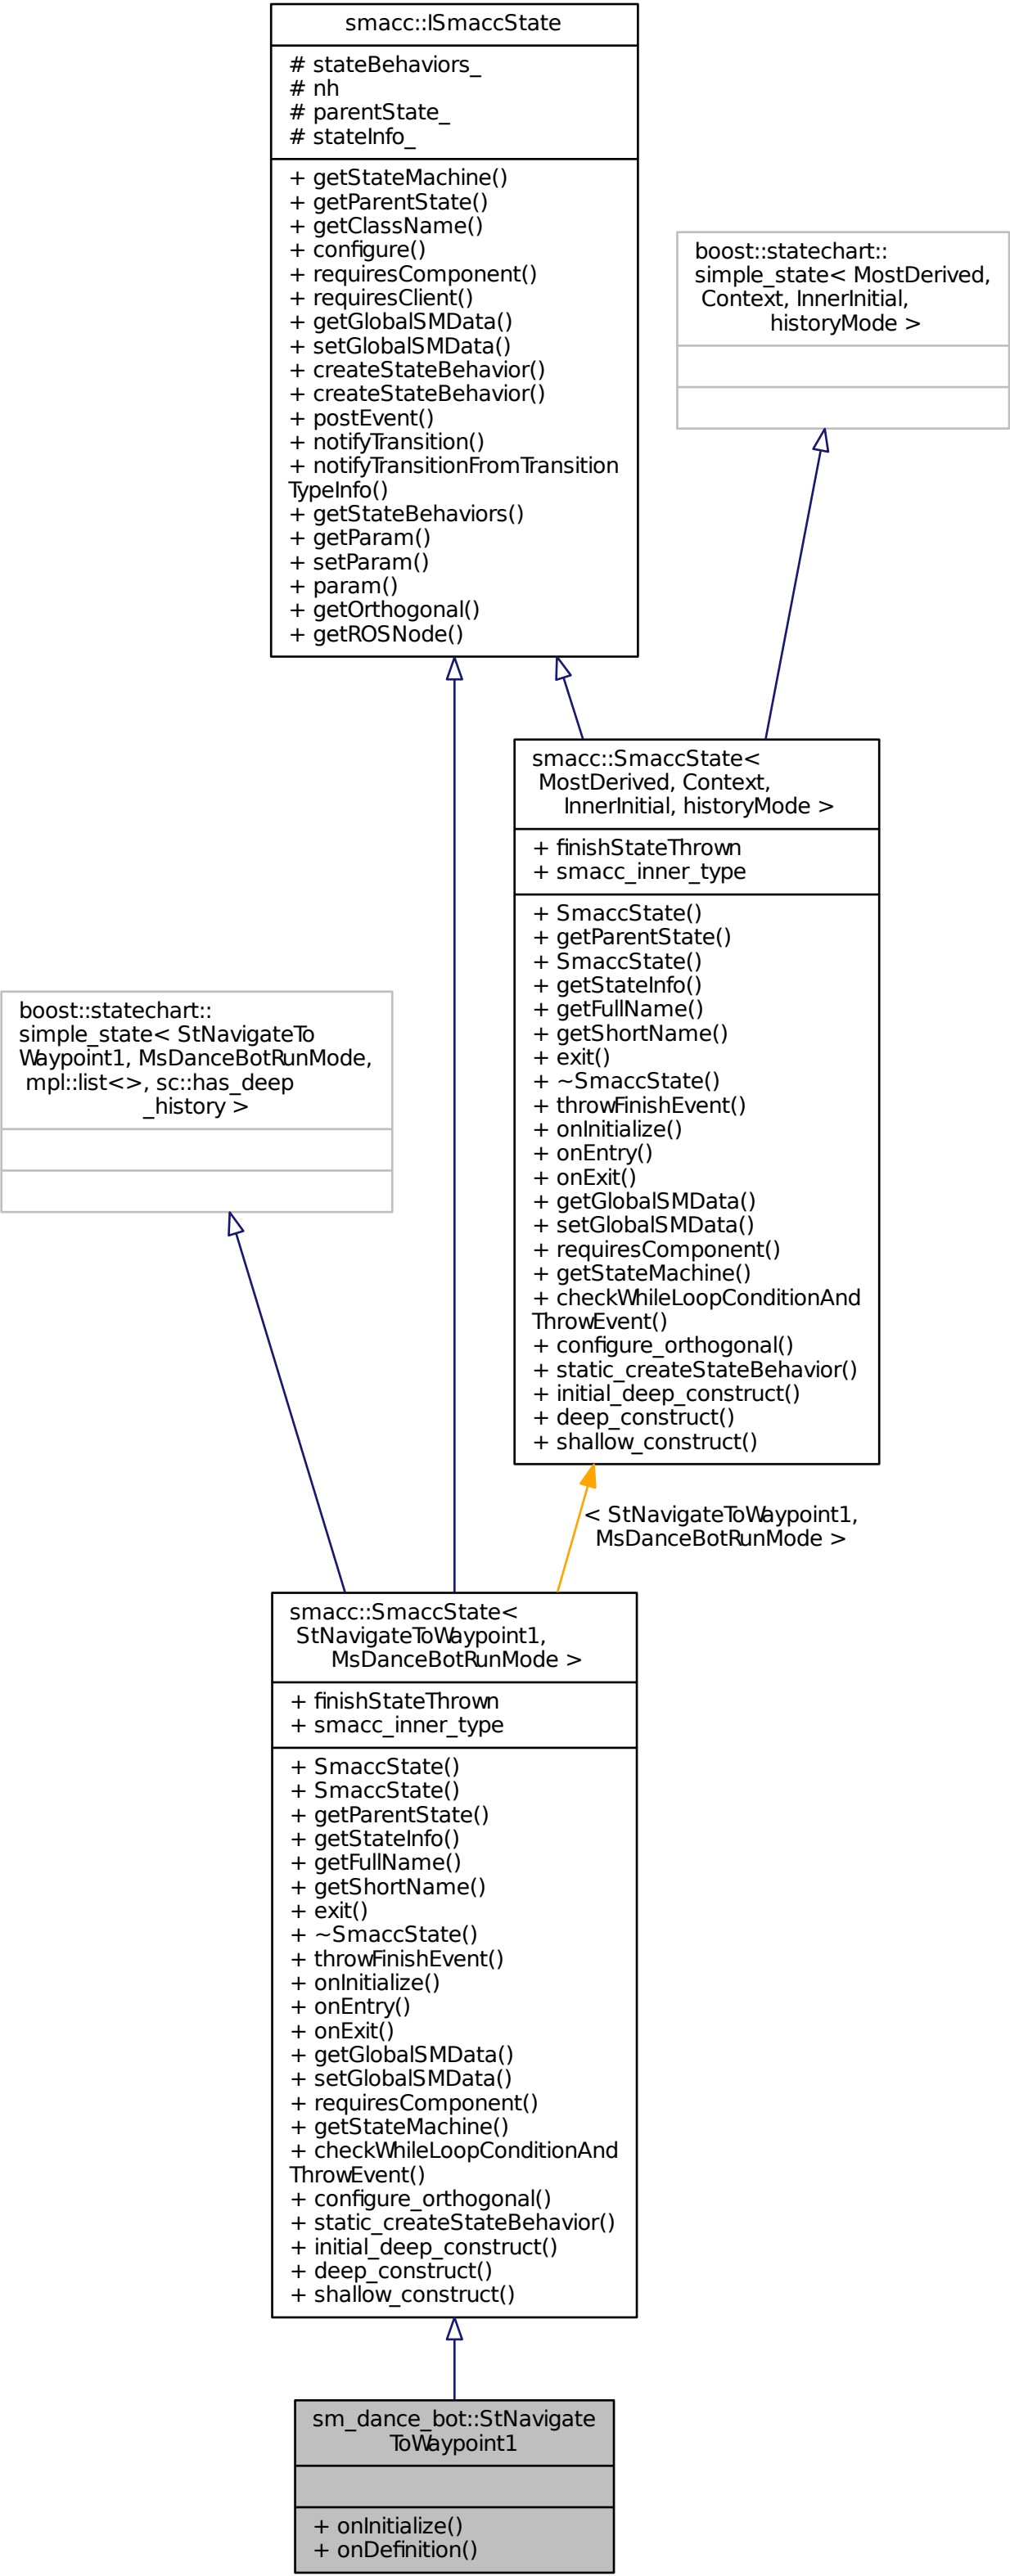 smacc::ISmaccState
# stateBehaviors_
# nh
# parentState_
# stateInfo_
+ getStateMachine()
+ getParentState()
+ getClassName()
+ configure()
+ requiresComponent()
+ requiresClient()
+ getGlobalSMData()
+ setGlobalSMData()
+ createStateBehavior()
+ createStateBehavior()
+ postEvent()
+ notifyTransition()
+ notifyTransitionFromTransition
TypeInfo()
+ getStateBehaviors()
+ getParam()
+ setParam()
+ param()
+ getOrthogonal()
+ getROSNode()
boost::statechart::
simple_state< MostDerived,
Context, InnerInitial,
historyMode >
smacc::SmaccState<
MostDerived, Context,
InnerInitial, historyMode >
+ finishStateThrown
+ smacc_inner_type
+ SmaccState()
+ getParentState()
+ SmaccState()
+ getStateInfo()
+ getFullName()
+ getShortName()
+ exit()
+ ~SmaccState()
+ throwFinishEvent()
+ onInitialize()
+ onEntry()
+ onExit()
+ getGlobalSMData()
+ setGlobalSMData()
+ requiresComponent()
+ getStateMachine()
+ checkWhileLoopConditionAnd
ThrowEvent()
+ configure_orthogonal()
+ static_createStateBehavior()
+ initial_deep_construct()
+ deep_construct()
+ shallow_construct()
boost::statechart::
simple_state< StNavigateTo
Waypoint1, MsDanceBotRunMode,
mpl::list<>, sc::has_deep
_history >
< StNavigateToWaypoint1,
MsDanceBotRunMode >
smacc::SmaccState<
StNavigateToWaypoint1,
MsDanceBotRunMode >
+ finishStateThrown
+ smacc_inner_type
+ SmaccState()
+ SmaccState()
+ getParentState()
+ getStateInfo()
+ getFullName()
+ getShortName()
+ exit()
+ ~SmaccState()
+ throwFinishEvent()
+ onInitialize()
+ onEntry()
+ onExit()
+ getGlobalSMData()
+ setGlobalSMData()
+ requiresComponent()
+ getStateMachine()
+ checkWhileLoopConditionAnd
ThrowEvent()
+ configure_orthogonal()
+ static_createStateBehavior()
+ initial_deep_construct()
+ deep_construct()
+ shallow_construct()
sm_dance_bot::StNavigate
ToWaypoint1
+ onInitialize()
+ onDefinition()